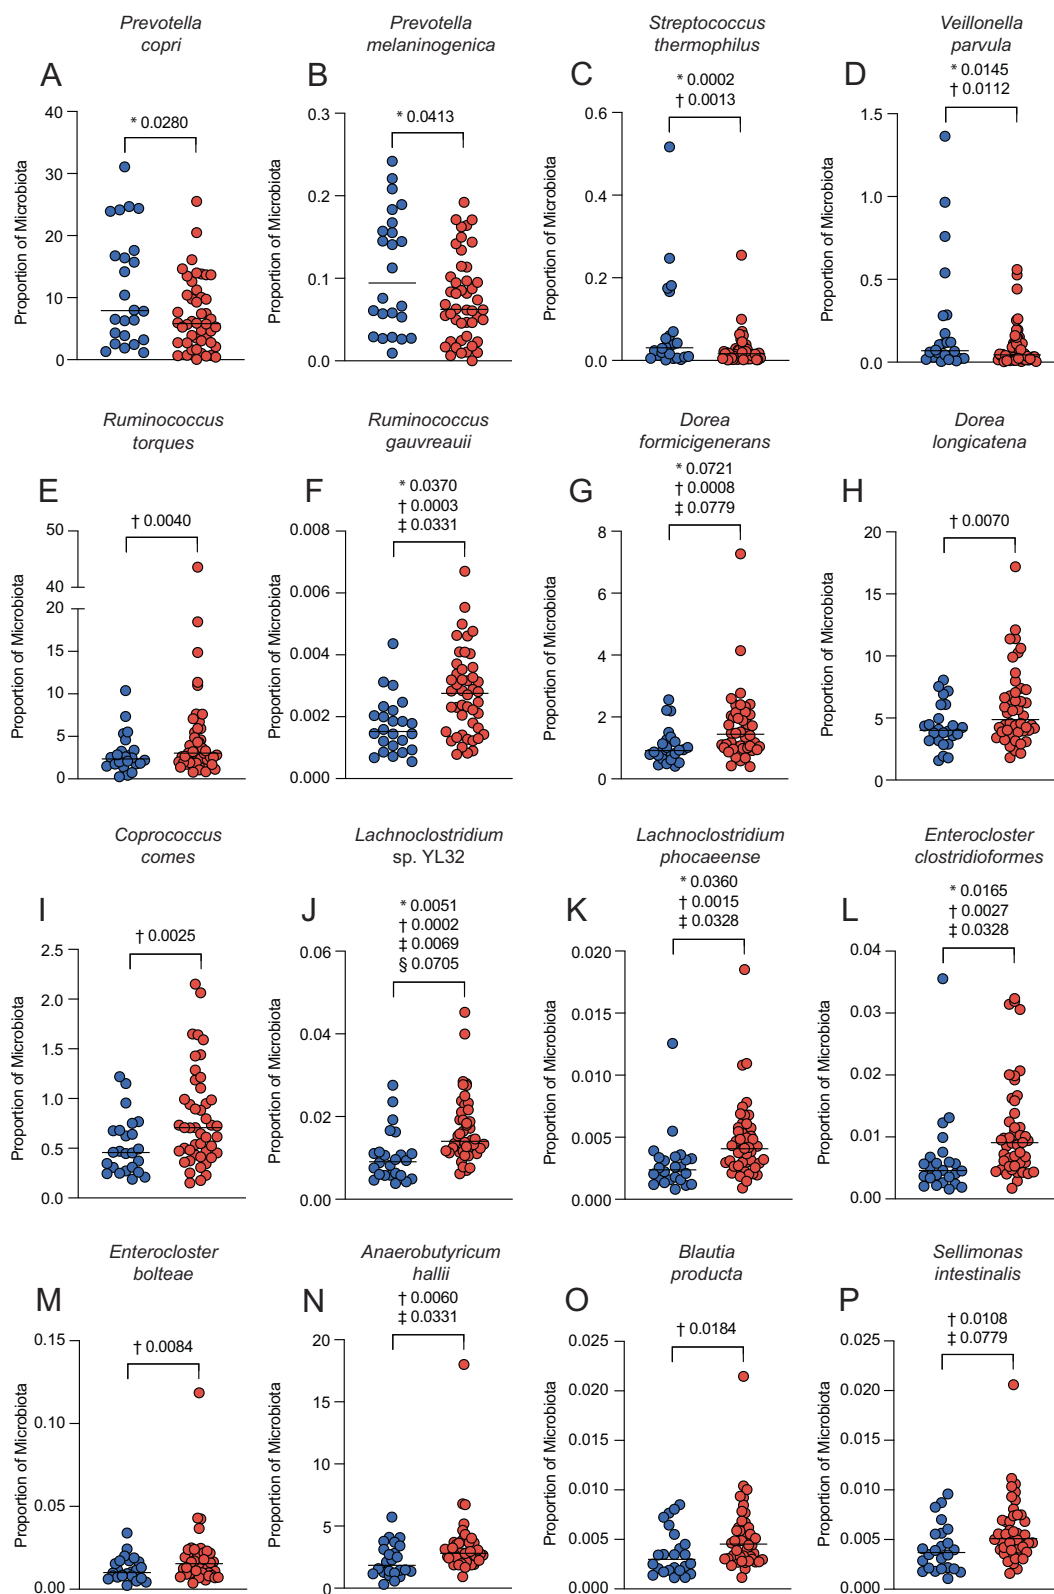 Prevotella
copri
Prevotella
melaninogenica
Streptococcus
thermophilus
Veillonella
parvula
A
B
C
D
* 0.0280
* 0.0413
* 0.0002
† 0.0013
* 0.0145
† 0.0112
Proportion of Microbiota
40
30
20
10
0
Proportion of Microbiota
0.3
0.2
0.1
0.0
Proportion of Microbiota
0.6
0.4
0.2
0.0
Proportion of Microbiota
1.5
1.0
0.5
0.0
Ruminococcus
torques
Ruminococcus
gauvreauii
Dorea
formicigenerans
Dorea
longicatena
E
F
G
H
† 0.0040
* 0.0370
† 0.0003
‡ 0.0331
* 0.0721
† 0.0008
‡ 0.0779
† 0.0070
Proportion of Microbiota
50
40
20
15
10
5
0
Proportion of Microbiota
0.008
0.006
0.004
0.002
0.000
Proportion of Microbiota
8
6
4
2
0
Proportion of Microbiota
20
15
10
5
0
Coprococcus
comes
Lachnoclostridium
sp. YL32
Lachnoclostridium
phocaeense
Enterocloster
clostridioformes
I
J
K
L
† 0.0025
* 0.0051
† 0.0002
‡ 0.0069
§ 0.0705
* 0.0360
† 0.0015
‡ 0.0328
* 0.0165
† 0.0027
‡ 0.0328
Proportion of Microbiota
2.5
2.0
1.5
1.0
0.5
0.0
Proportion of Microbiota
0.06
0.04
0.02
0.00
Proportion of Microbiota
0.020
0.015
0.010
0.005
0.000
Proportion of Microbiota
0.04
0.03
0.02
0.01
0.00
Enterocloster
bolteae
Anaerobutyricum
hallii
Blautia
producta
Sellimonas
intestinalis
M
N
O
P
† 0.0084
† 0.0060
‡ 0.0331
† 0.0184
† 0.0108
‡ 0.0779
Proportion of Microbiota
0.15
0.10
0.05
0.00
Proportion of Microbiota
20
15
10
5
0
Proportion of Microbiota
0.025
0.020
0.015
0.010
0.005
0.000
Proportion of Microbiota
0.025
0.020
0.015
0.010
0.005
0.000